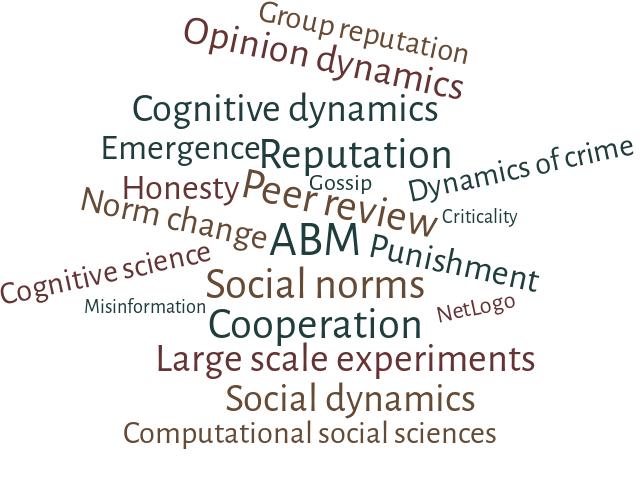 Group reputation
Opinion dynamics
Cognitive dynamics
Emergence
Reputation
Dynamics of crime
Honesty
Gossip
Peer review
Norm change
Criticality
ABM
Punishment
Cognitive science
Social norms
Misinformation
NetLogo
Cooperation
Large scale experiments
Social dynamics
Computational social sciences